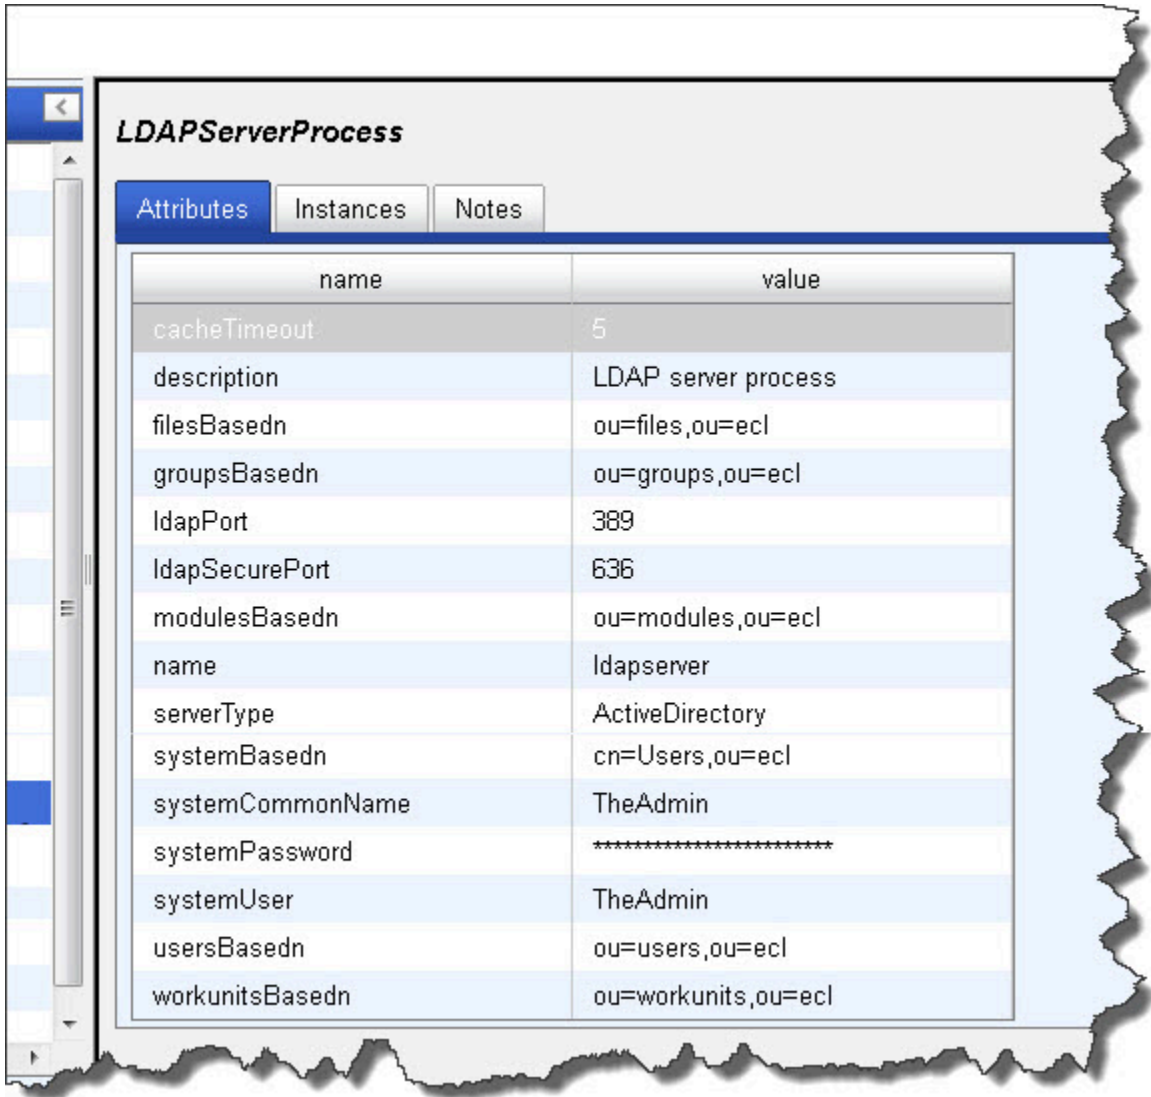 LDAPServerProcess
Attributes Instances Notes
name value
cacheTimeout 5
description LDAP server process
filesBasedn ou=files,ou=ecl
groupsBasedn ou=groups,ou=ecl
ldapPort 389
ldapSecurePort 636
modulesBasedn ou=modules,ou=ecl
name ldapserver
serverType ActiveDirectory
systemBasedn cn=Users,ou=ecl
systemCommonName TheAdmin
systemPassword ************************
systemUser TheAdmin
usersBasedn ou=users,ou=ecl
workunitsBasedn ou=workunits,ou=ecl